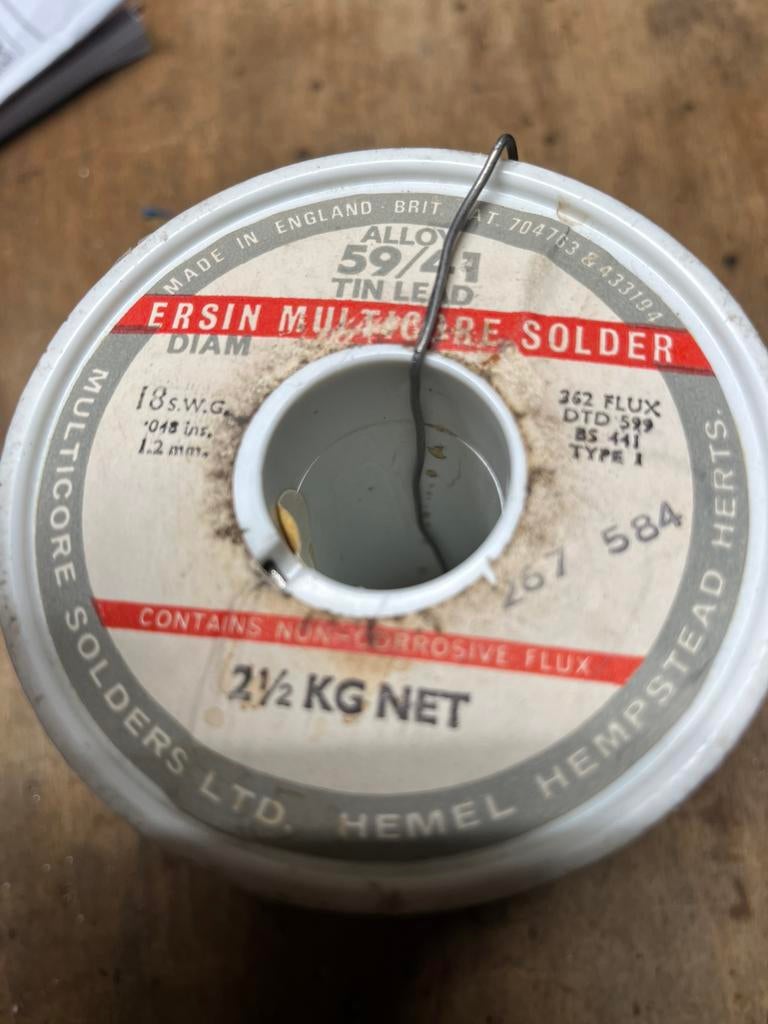 MADE IN ENGLAND · BRIT. PAT. 704763 & 433194
ALLOY
59/41
TIN LEAD
ERSIN MULTICORE SOLDER
DIAM
18 S.W.G.
·048 ins.
1.2 mm.
362 FLUX
DTD 599
BS 441
TYPE 1
267 584
CONTAINS NON-CORROSIVE FLUX
2½ KG NET
MULTICORE SOLDERS LTD. HEMEL HEMPSTEAD HERTS.